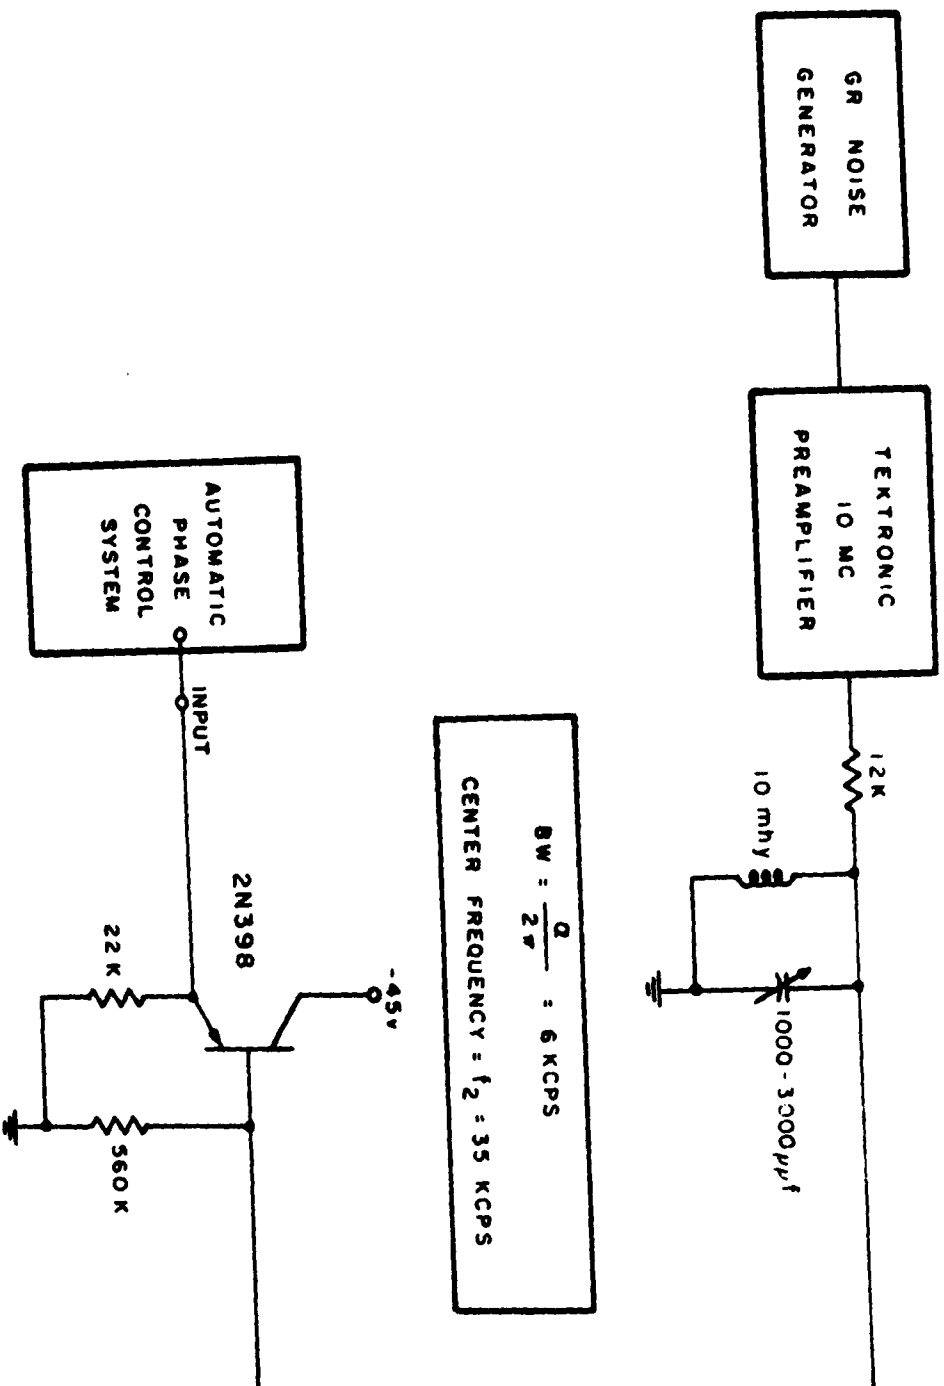 GR NOISE
GENERATOR
TEKTRONIC
10 MC
PREAMPLIFIER
12K
10 mhy
1000-3000μμf
BW = Q/2π = 6 KCPS
CENTER FREQUENCY = f2 = 35 KCPS
AUTOMATIC
PHASE
CONTROL
SYSTEM
INPUT
2N398
-45v
22K
560K